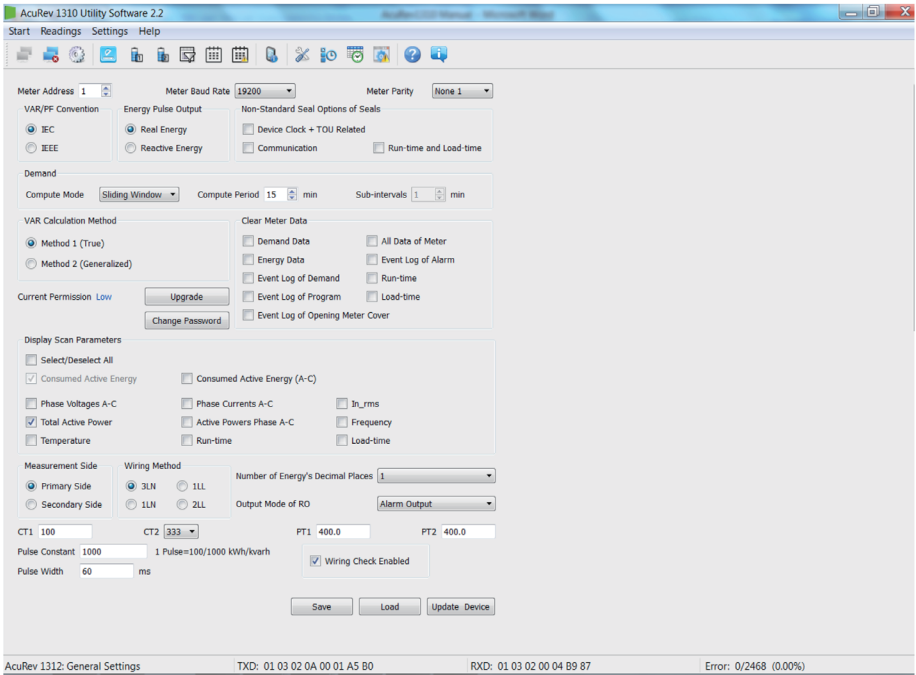 AcuRev 1310 Utility Software 2.2
Start Readings Settings Help
Meter Address 1 Meter Baud Rate 19200 Meter Parity None 1
VAR/PF Convention Energy Pulse Output Non-Standard Seal Options of Seals
IEC Real Energy Device Clock + TOU Related
IEEE Reactive Energy Communication Run-time and Load-time
Demand
Compute Mode Sliding Window Compute Period 15 min Sub-intervals 1 min
VAR Calculation Method Clear Meter Data
Method 1 (True) Demand Data All Data of Meter
Method 2 (Generalized) Energy Data Event Log of Alarm
Event Log of Demand Run-time
Current Permission Low Upgrade Event Log of Program Load-time
Change Password Event Log of Opening Meter Cover
Display Scan Parameters
Select/Deselect All
Consumed Active Energy Consumed Active Energy (A-C)
Phase Voltages A-C Phase Currents A-C In_rms
Total Active Power Active Powers Phase A-C Frequency
Temperature Run-time Load-time
Measurement Side Wiring Method Number of Energy's Decimal Places 1
Primary Side 3LN 1LL
Secondary Side 1LN 2LL Output Mode of RO Alarm Output
CT1 100 CT2 333 PT1 400.0 PT2 400.0
Pulse Constant 1000 1 Pulse=100/1000 kWh/kvarh Wiring Check Enabled
Pulse Width 60 ms
Save Load Update Device
AcuRev 1312: General Settings TXD: 01 03 02 0A 00 01 A5 B0 RXD: 01 03 02 00 04 B9 87 Error: 0/2468 (0.00%)